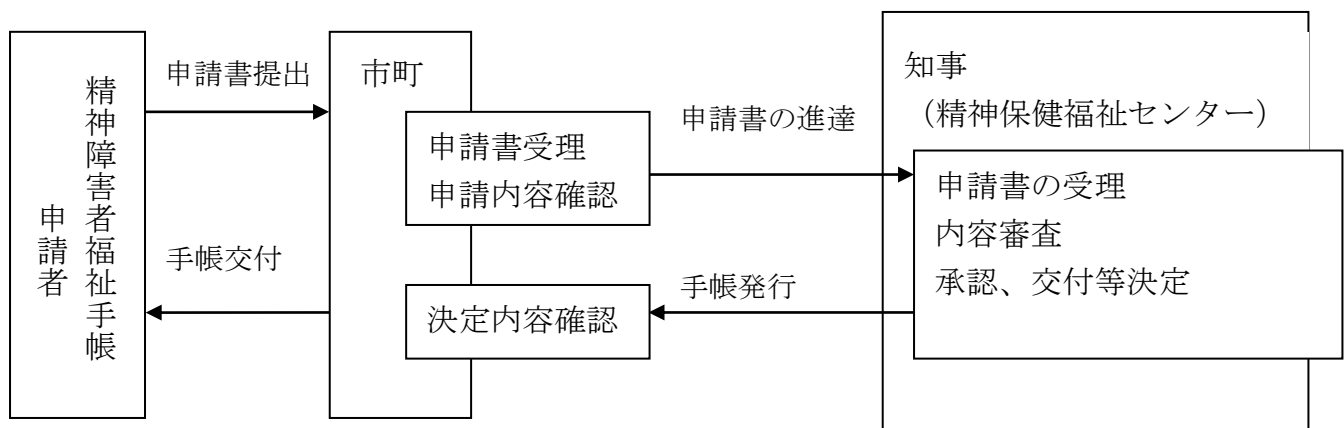 精神障害者福祉手帳
申請者
申請書提出
手帳交付
市町
申請書受理
申請内容確認
決定内容確認
申請書の進達
手帳発行
知事
（精神保健福祉センター）
申請書の受理
内容審査
承認、交付等決定